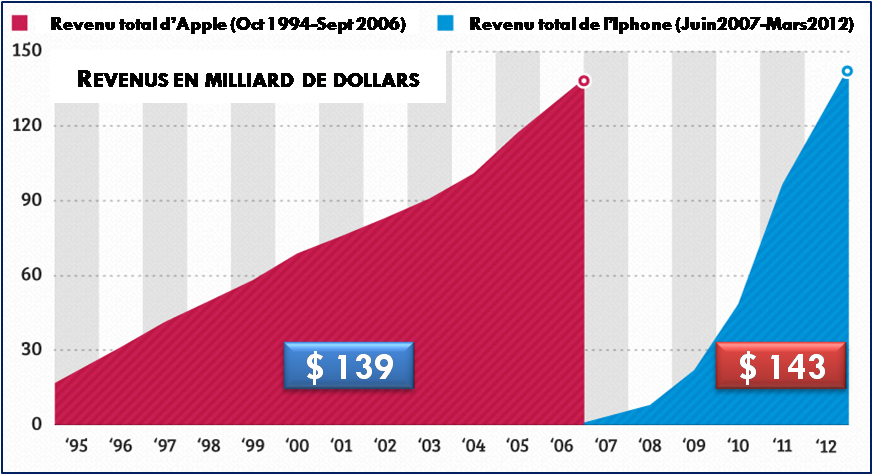 Revenu total d'Apple (Oct 1994-Sept 2006) Revenu total de l'Iphone (Juin2007-Mars2012)
150
REVENUS EN MILLIARD DE DOLLARS
120
90
60
30
$ 139 $ 143
0
'95 '96 '97 '98 '99 '00 '01 '02 '03 '04 '05 '06 '07 '08 '09 '10 '11 '12